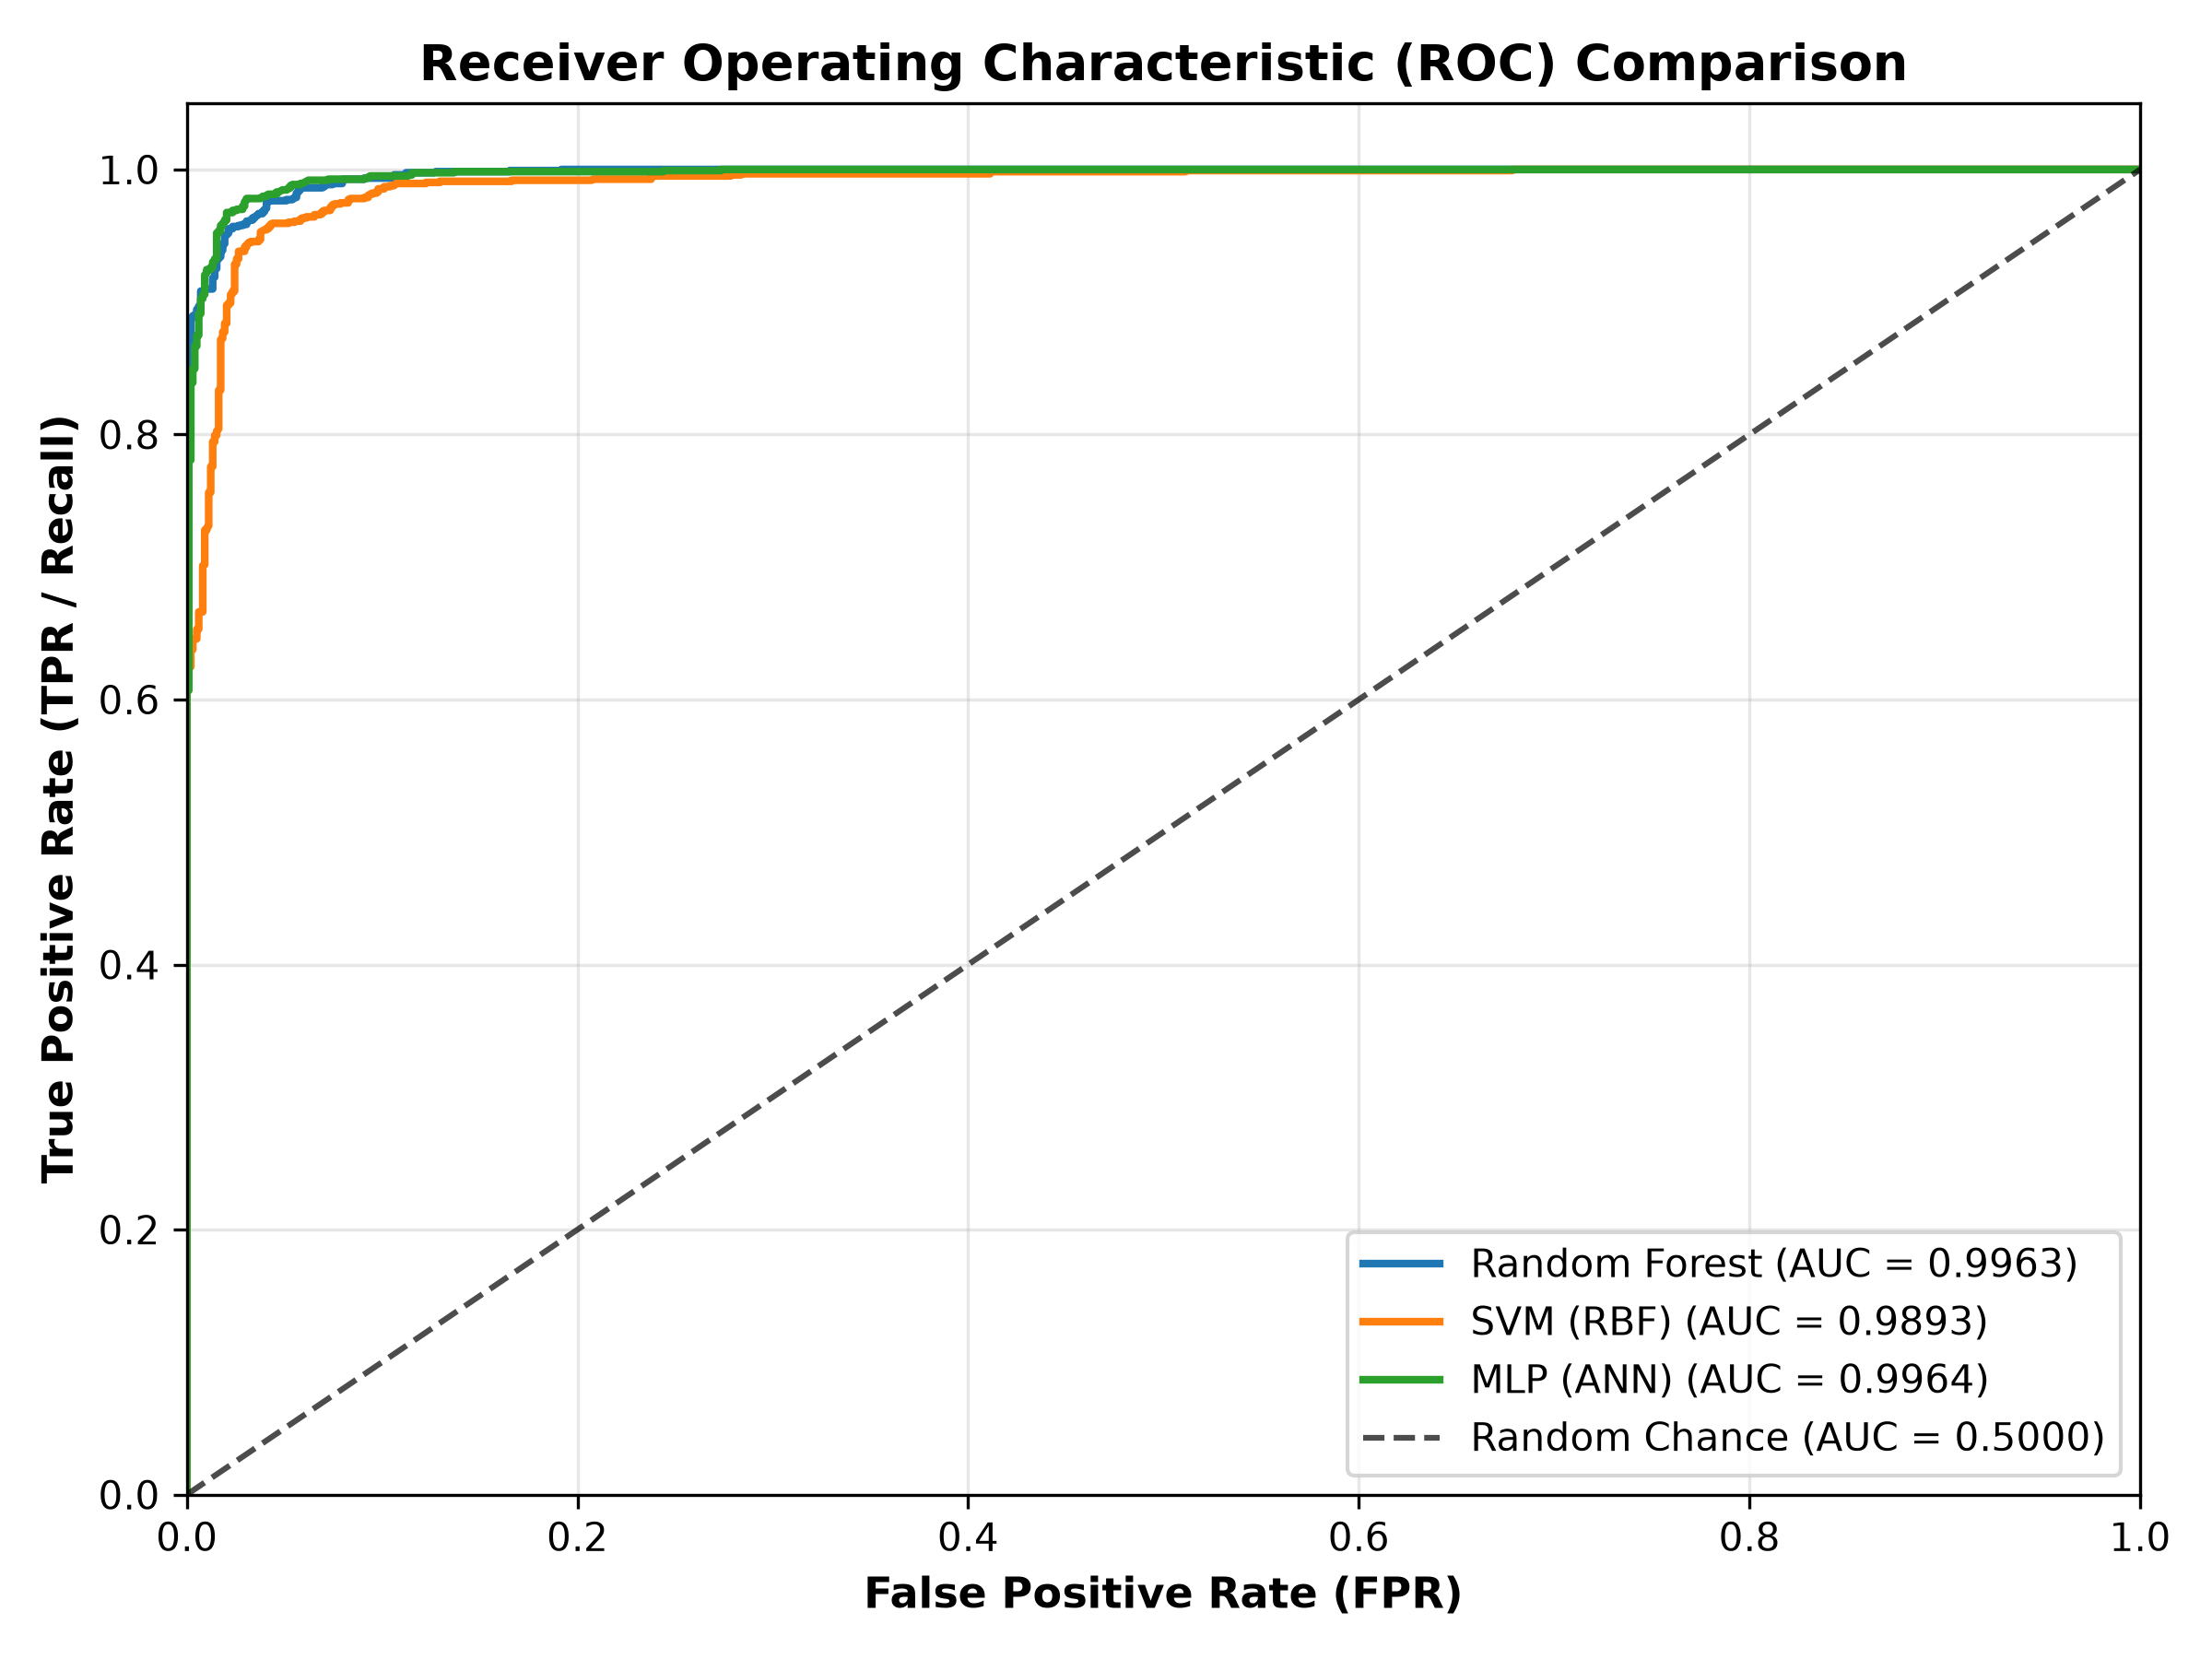 Receiver Operating Characteristic (ROC) Comparison
True Positive Rate (TPR / Recall)
1.0
0.8
0.6
0.4
0.2
0.0
0.0 0.2 0.4 0.6 0.8 1.0
False Positive Rate (FPR)
Random Forest (AUC = 0.9963)
SVM (RBF) (AUC = 0.9893)
MLP (ANN) (AUC = 0.9964)
Random Chance (AUC = 0.5000)